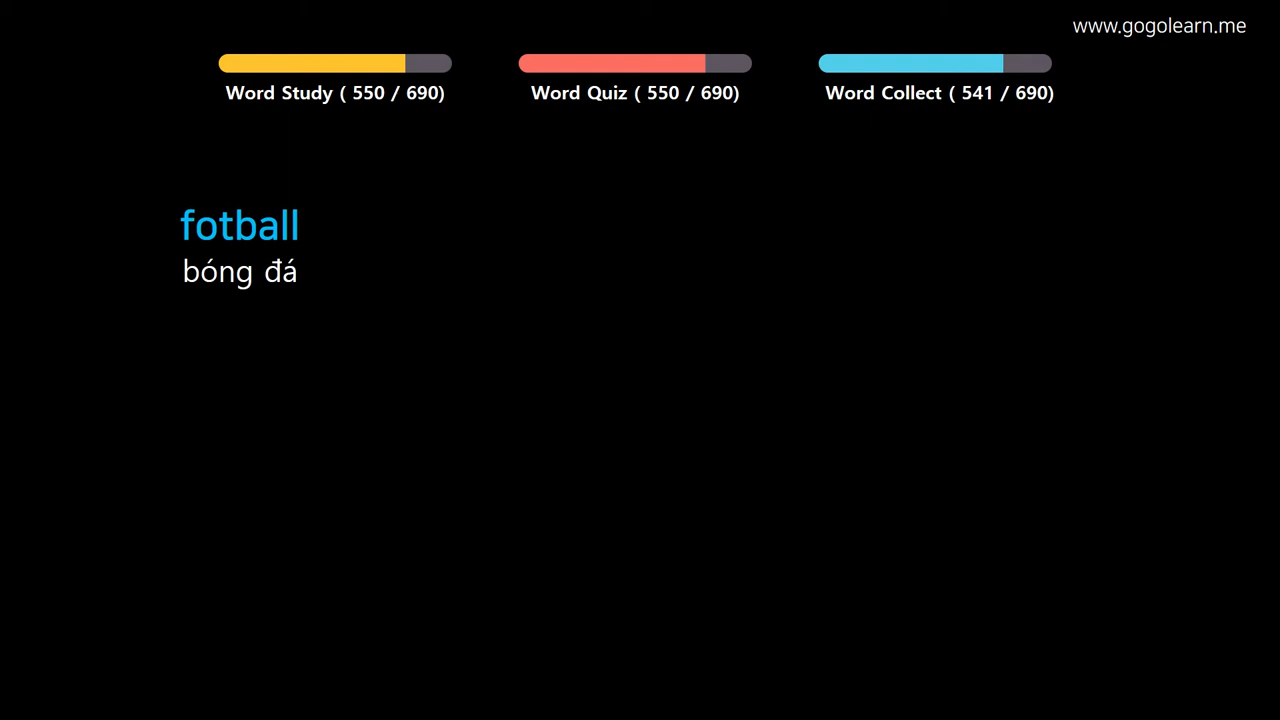 www.gogolearn.me
Word Study ( 550 / 690)
Word Quiz ( 550 / 690)
Word Collect ( 541 / 690)
fotball
bóng đá